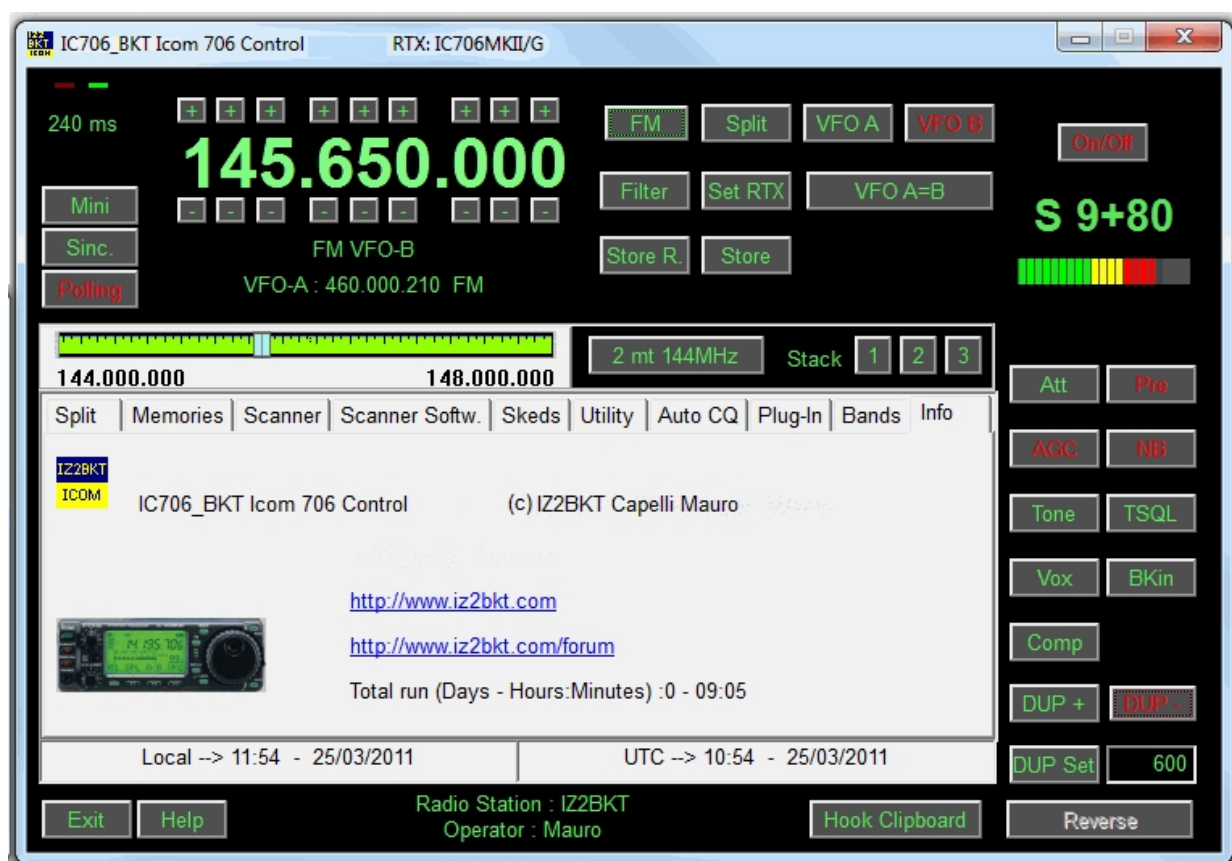 IZ2
BKT
ICOM
IC706_BKT Icom 706 Control
RTX: IC706MKII/G
X
240 ms
+ + + + + + + + +
145.650.000
- - - - - - - - -
FM VFO-B
VFO-A : 460.000.210 FM
Mini
Sinc.
Polling
FM
Split
VFO A
VFO B
Filter
Set RTX
VFO A=B
Store R.
Store
On/Off
S 9+80
144.000.000
148.000.000
2 mt 144MHz
Stack
1
2
3
Split
Memories
Scanner
Scanner Softw.
Skeds
Utility
Auto CQ
Plug-In
Bands
Info
IZ2BKT
ICOM
IC706_BKT Icom 706 Control
(c) IZ2BKT Capelli Mauro
http://www.iz2bkt.com
http://www.iz2bkt.com/forum
Total run (Days - Hours:Minutes) :0 - 09:05
Local --> 11:54 - 25/03/2011
UTC --> 10:54 - 25/03/2011
Att
Pre
AGC
NB
Tone
TSQL
Vox
BKin
Comp
DUP +
DUP -
DUP Set
600
Exit
Help
Radio Station : IZ2BKT
Operator : Mauro
Hook Clipboard
Reverse